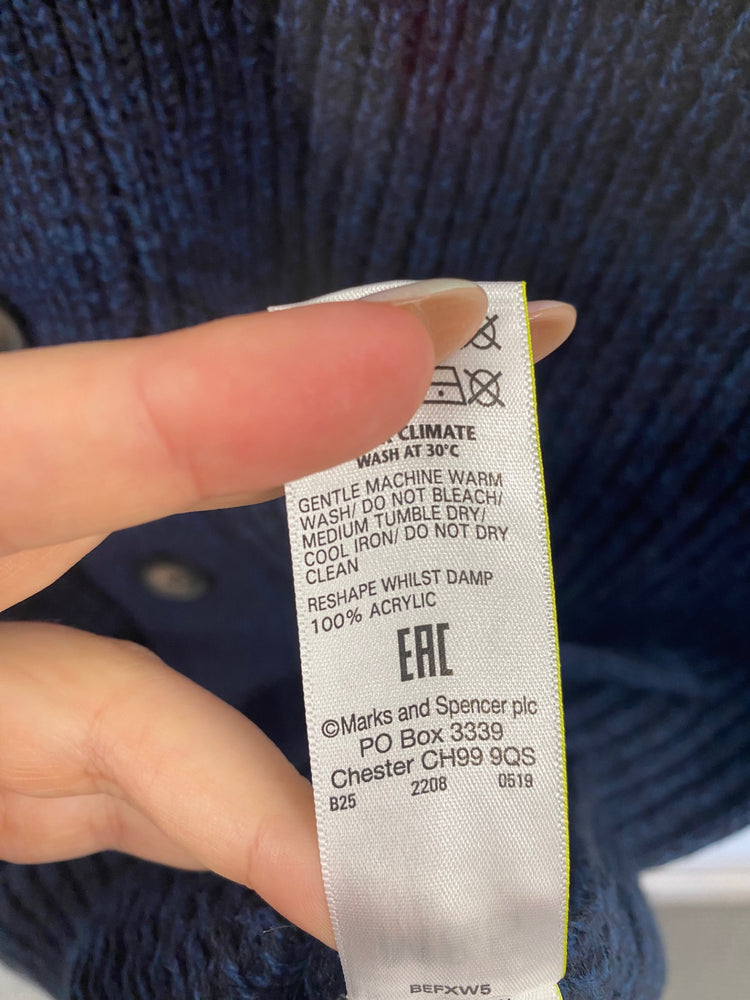 CLIMATE
WASH AT 30°C
GENTLE MACHINE WARM
WASH/ DO NOT BLEACH/
MEDIUM TUMBLE DRY/
COOL IRON/ DO NOT DRY
CLEAN
RESHAPE WHILST DAMP
100% ACRYLIC
EAC
©Marks and Spencer plc
PO Box 3339
Chester CH99 9QS
B25 2208 0519
BEFXW5